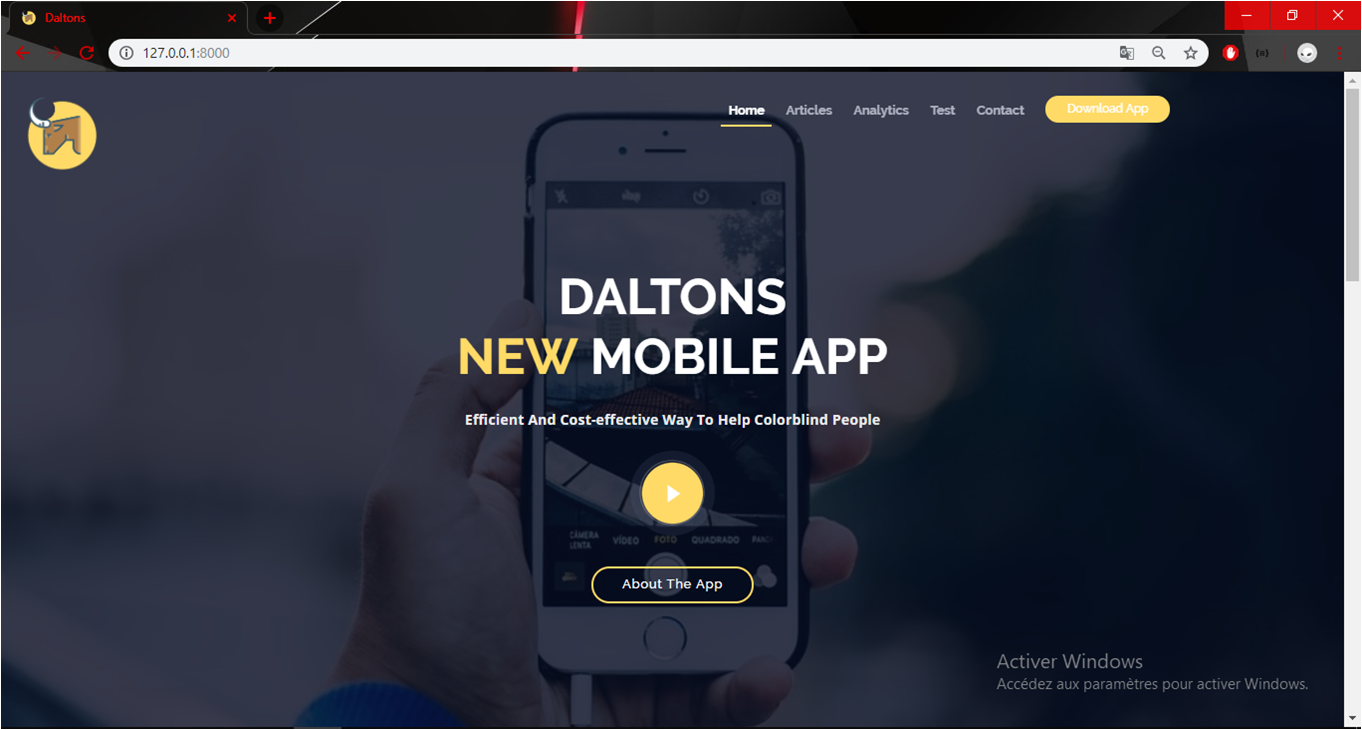 Daltons
127.0.0.1:8000
Home Articles Analytics Test Contact Download App
DALTONS
NEW MOBILE APP
Efficient And Cost-effective Way To Help Colorblind People
CÂMERA
LENTA VÍDEO FOTO QUADRADO
About The App
Activer Windows
Accédez aux paramètres pour activer Windows.